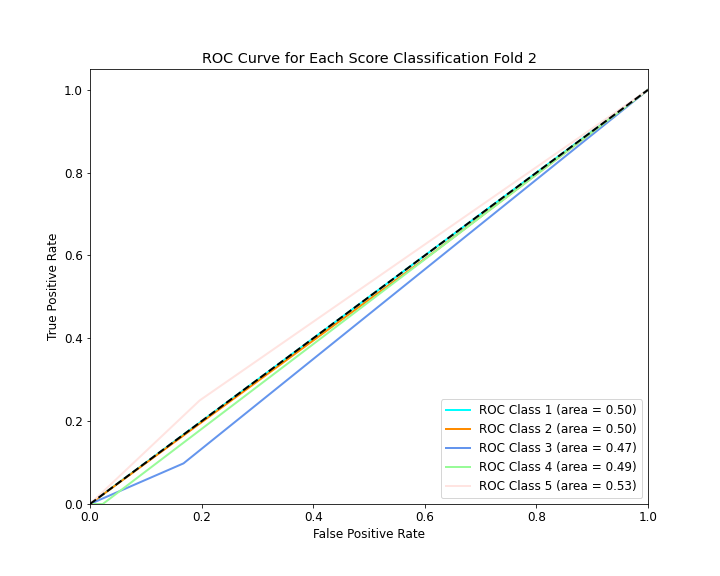 ROC Curve for Each Score Classification Fold 2
True Positive Rate
1.0
0.8
0.6
0.4
0.2
0.0
ROC Class 1 (area = 0.50)
ROC Class 2 (area = 0.50)
ROC Class 3 (area = 0.47)
ROC Class 4 (area = 0.49)
ROC Class 5 (area = 0.53)
0.0 0.2 0.4 0.6 0.8 1.0
False Positive Rate